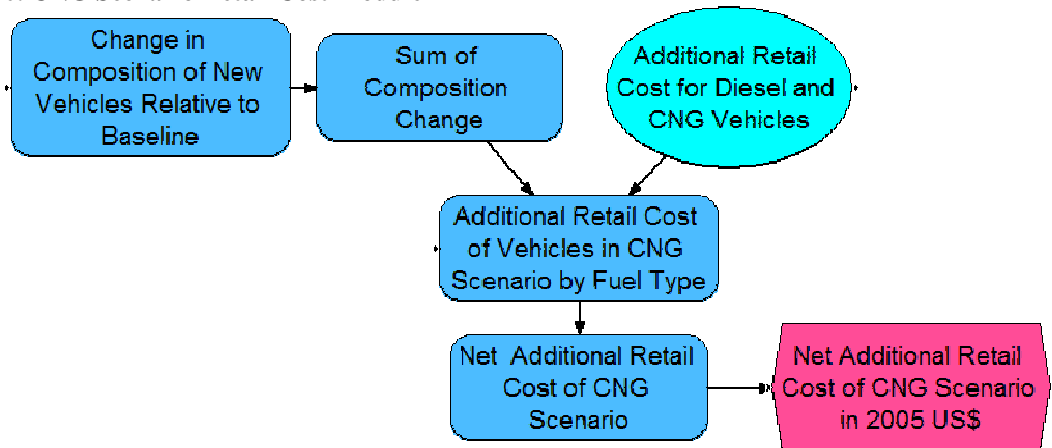 Change in
Composition of New
Vehicles Relative to
Baseline
Sum of
Composition
Change
Additional Retail
Cost for Diesel and
CNG Vehicles
Additional Retail Cost
of Vehicles in CNG
Scenario by Fuel Type
Net Additional Retail
Cost of CNG
Scenario
Net Additional Retail
Cost of CNG Scenario
in 2005 US$